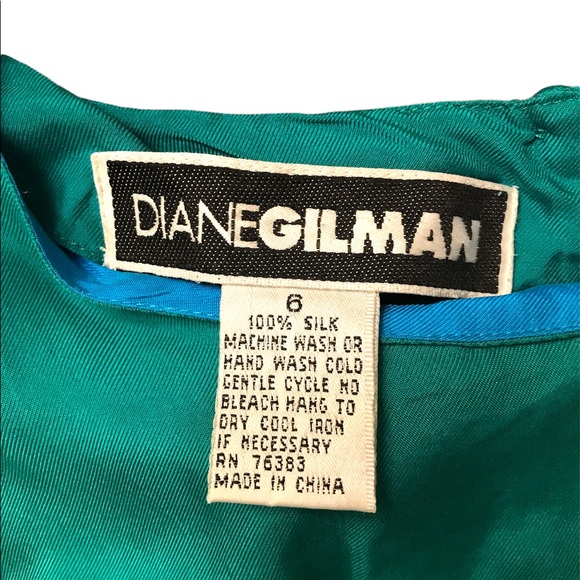 DIANEGILMAN
6
100% SILK
MACHINE WASH OR
HAND WASH COLD
GENTLE CYCLE NO
BLEACH HANG TO
DRY COOL IRON
IF NECESSARY
RN 76383
MADE IN CHINA